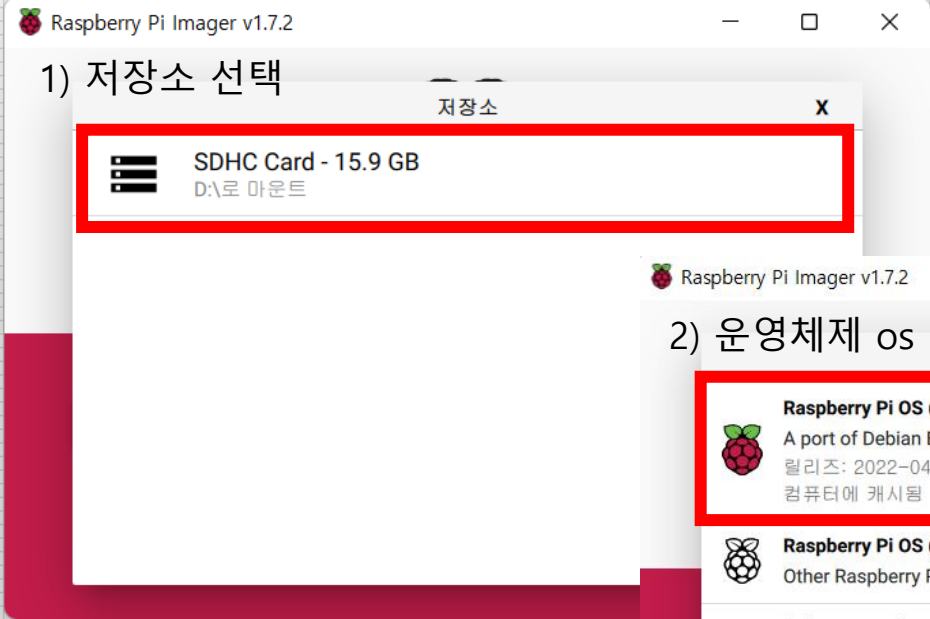 Raspberry Pi Imager v1.7.2
1) 저장소 선택
저장소
X
SDHC Card - 15.9 GB
D:\로 마운트
Raspberry Pi Imager v1.7.2
2) 운영체제 os
Raspberry Pi OS
A port of Debian
릴리즈: 2022-04
컴퓨터에 캐시됨
Raspberry Pi OS
Other Raspberry